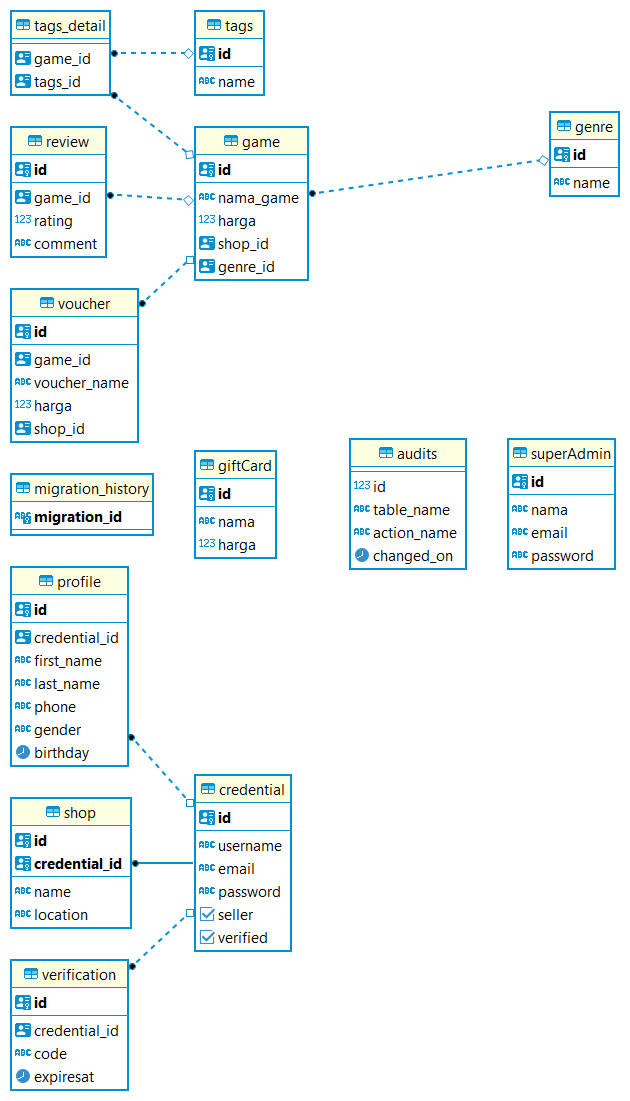 tags_detail
game_id
tags_id
tags
id
ABC name
review
id
game_id
123 rating
ABC comment
game
id
ABC nama_game
123 harga
shop_id
genre_id
genre
id
ABC name
voucher
id
game_id
ABC voucher_name
123 harga
shop_id
migration_history
ABC migration_id
giftCard
id
ABC nama
123 harga
audits
123 id
ABC table_name
ABC action_name
changed_on
superAdmin
id
ABC nama
ABC email
ABC password
profile
id
credential_id
ABC first_name
ABC last_name
ABC phone
ABC gender
birthday
shop
id
credential_id
ABC name
ABC location
credential
id
ABC username
ABC email
ABC password
seller
verified
verification
id
credential_id
ABC code
expiresat